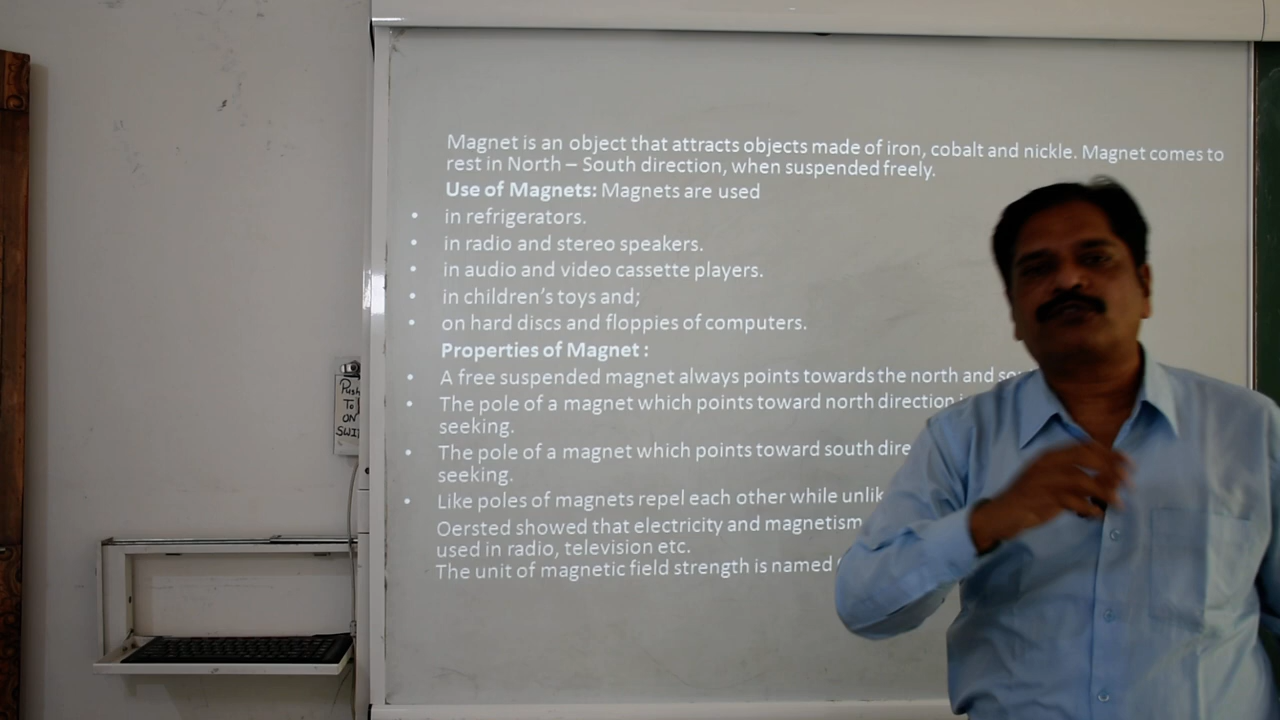 Magnet is an object that attracts objects made of iron, cobalt and nickle. Magnet comes to
rest in North – South direction, when suspended freely.
Use of Magnets: Magnets are used
• in refrigerators.
• in radio and stereo speakers.
• in audio and video cassette players.
• in children's toys and;
• on hard discs and floppies of computers.
Properties of Magnet :
• A free suspended magnet always points towards the north and
• The pole of a magnet which points toward north direction
seeking.
• The pole of a magnet which points toward south
seeking.
• Like poles of magnets repel each other while
Oersted showed that electricity and magnetism
used in radio, television etc.
The unit of magnetic field strength is named
Push
To
ON